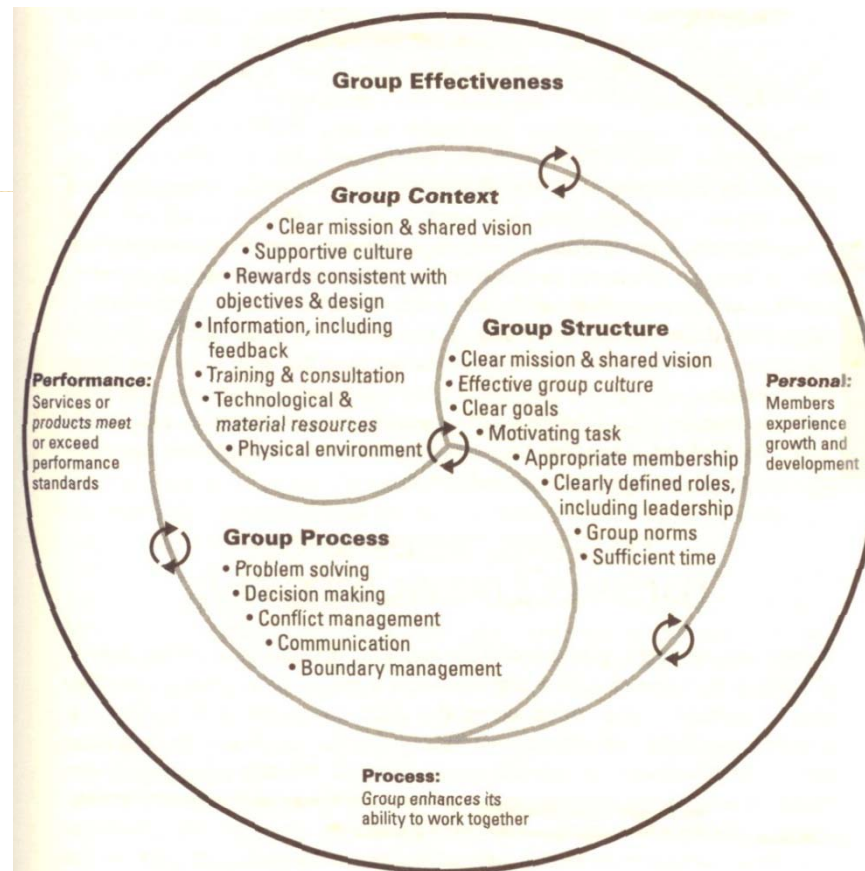 Group Effectiveness
Group Context
• Clear mission & shared vision
• Supportive culture
• Rewards consistent with
objectives & design
• Information, including
feedback
• Training & consultation
• Technological &
material resources
• Physical environment
Group Structure
• Clear mission & shared vision
• Effective group culture
• Clear goals
• Motivating task
• Appropriate membership
• Clearly defined roles,
including leadership
• Group norms
• Sufficient time
Performance:
Services or
products meet
or exceed
performance
standards
Personal:
Members
experience
growth and
development
Group Process
• Problem solving
• Decision making
• Conflict management
• Communication
• Boundary management
Process:
Group enhances its
ability to work together